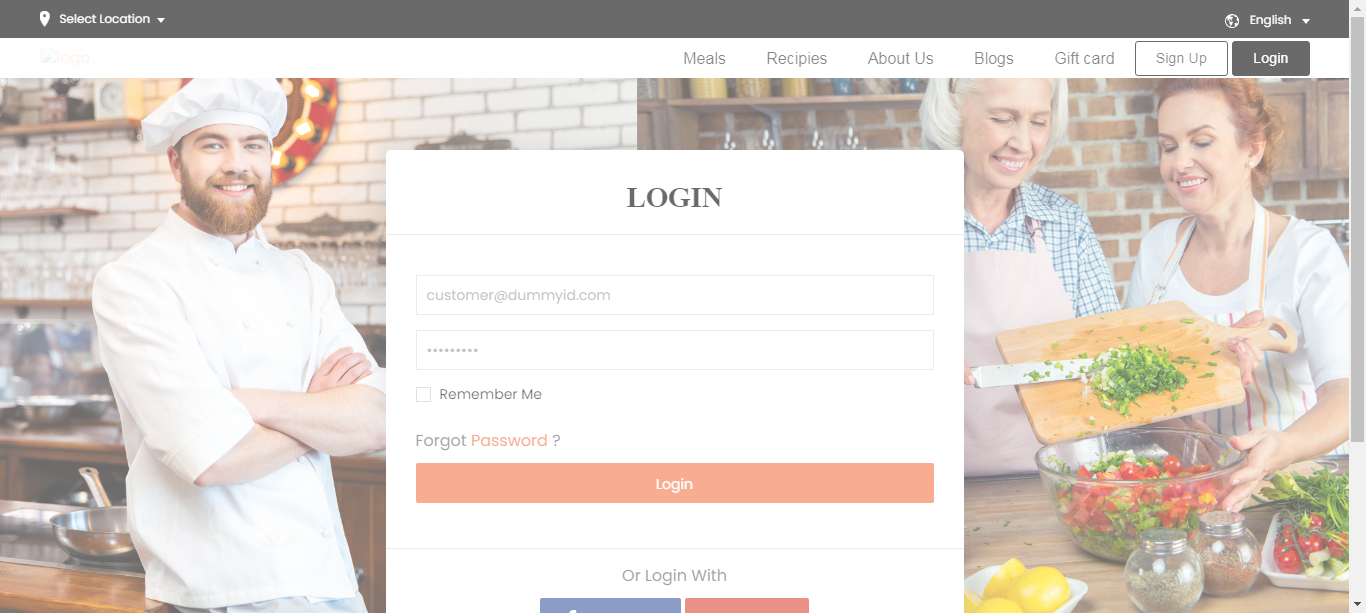 Select Location
English
logo
Meals
Recipies
About Us
Blogs
Gift card
Sign Up
Login
LOGIN
customer@dummyid.com
•••••••••
Remember Me
Forgot Password ?
Login
Or Login With